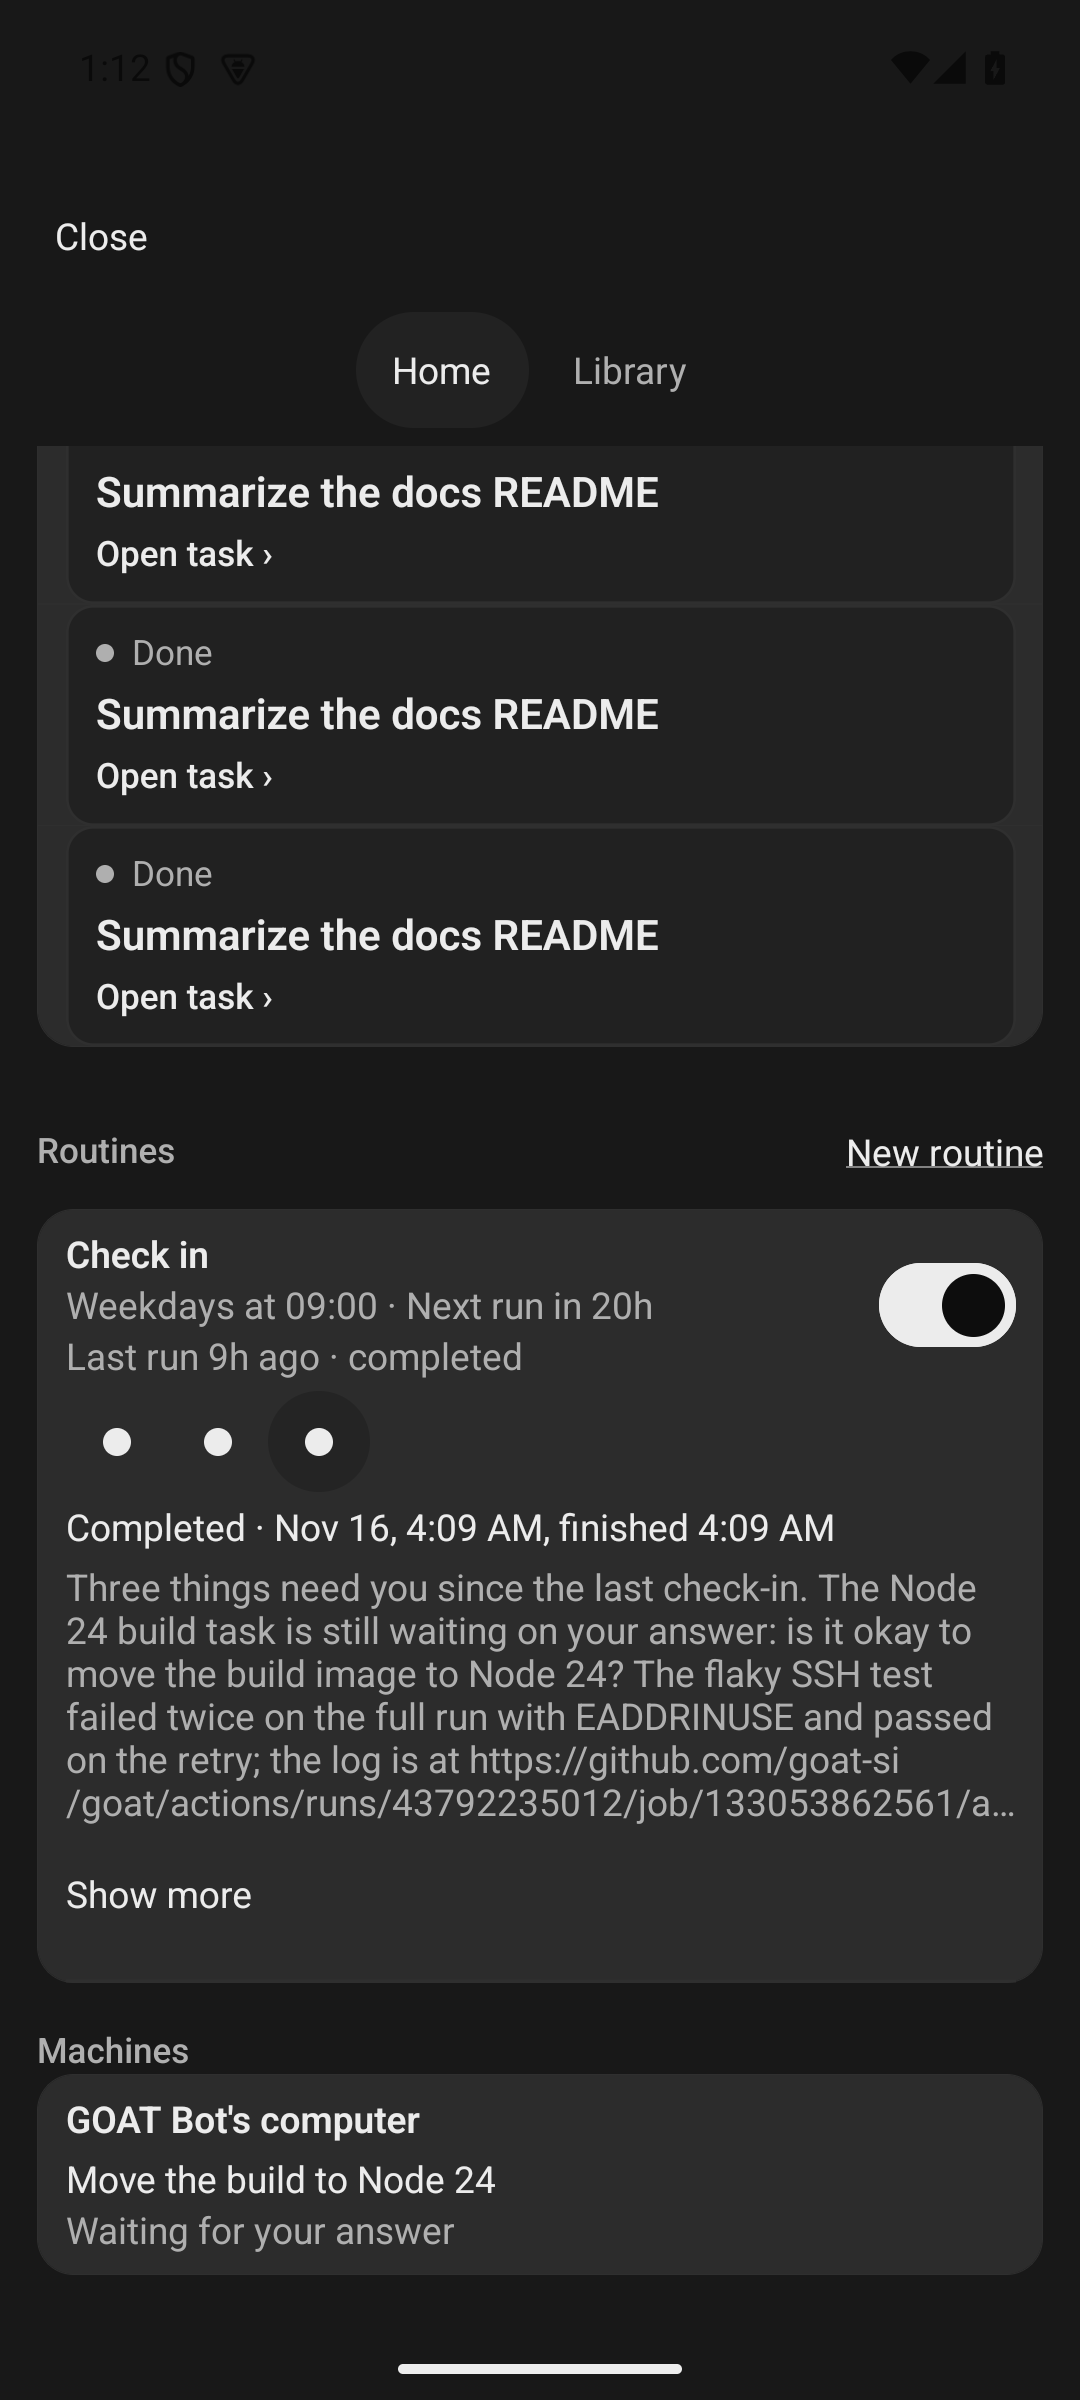 1:12
Close
Home
Library
Summarize the docs README
Open task ›
Done
Summarize the docs README
Open task ›
Done
Summarize the docs README
Open task ›
Routines
New routine
Check in
Weekdays at 09:00 · Next run in 20h
Last run 9h ago · completed
Completed · Nov 16, 4:09 AM, finished 4:09 AM
Three things need you since the last check-in. The Node
24 build task is still waiting on your answer: is it okay to
move the build image to Node 24? The flaky SSH test
failed twice on the full run with EADDRINUSE and passed
on the retry; the log is at https://github.com/goat-si
/goat/actions/runs/43792235012/job/133053862561/a…
Show more
Machines
GOAT Bot's computer
Move the build to Node 24
Waiting for your answer